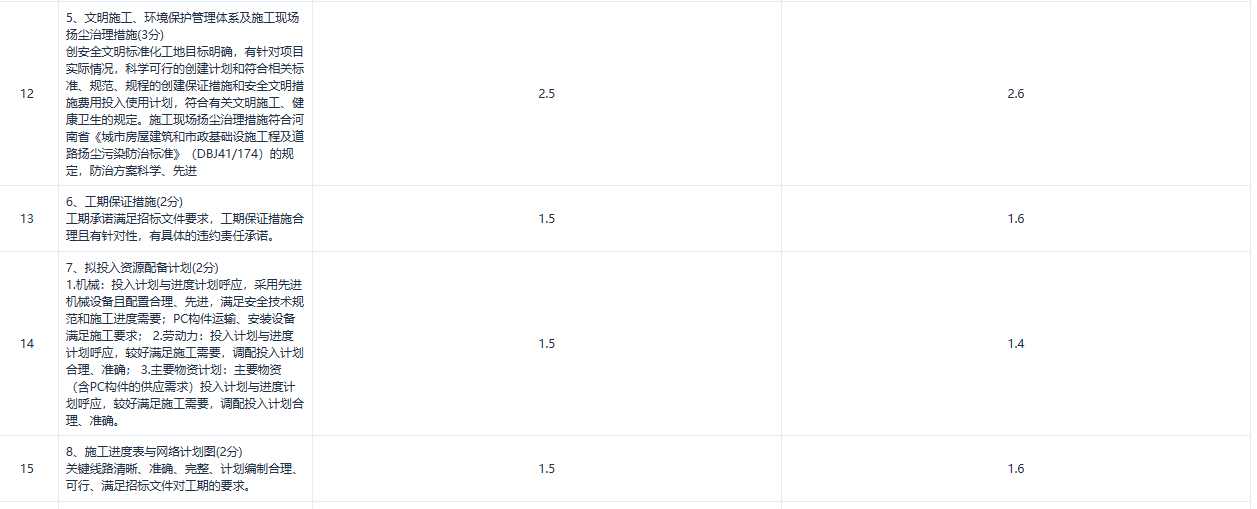 5、文明施工、环境保护管理体系及施工现场
扬尘治理措施(3分)
创安全文明标准化工地目标明确，有针对项目
实际情况，科学可行的创建计划和符合相关标
准、规范、规程的创建保证措施和安全文明措
施费用投入使用计划，符合有关文明施工、健
康卫生的规定。施工现场扬尘治理措施符合河
南省《城市房屋建筑和市政基础设施工程及道
路扬尘污染防治标准》（DBJ41/174）的规
定，防治方案科学、先进
12
2.5
2.6
6、工期保证措施(2分)
工期承诺满足招标文件要求，工期保证措施合
理且有针对性，有具体的违约责任承诺。
13
1.5
1.6
7、拟投入资源配备计划(2分)
1.机械：投入计划与进度计划呼应，采用先进
机械设备且配置合理、先进，满足安全技术规
范和施工进度需要；PC构件运输、安装设备
满足施工要求； 2.劳动力：投入计划与进度
计划呼应，较好满足施工需要，调配投入计划
合理、准确； 3.主要物资计划：主要物资
（含PC构件的供应需求）投入计划与进度计
划呼应，较好满足施工需要，调配投入计划合
理、准确。
14
1.5
1.4
8、施工进度表与网络计划图(2分)
关键线路清晰、准确、完整、计划编制合理、
可行、满足招标文件对工期的要求。
15
1.5
1.6